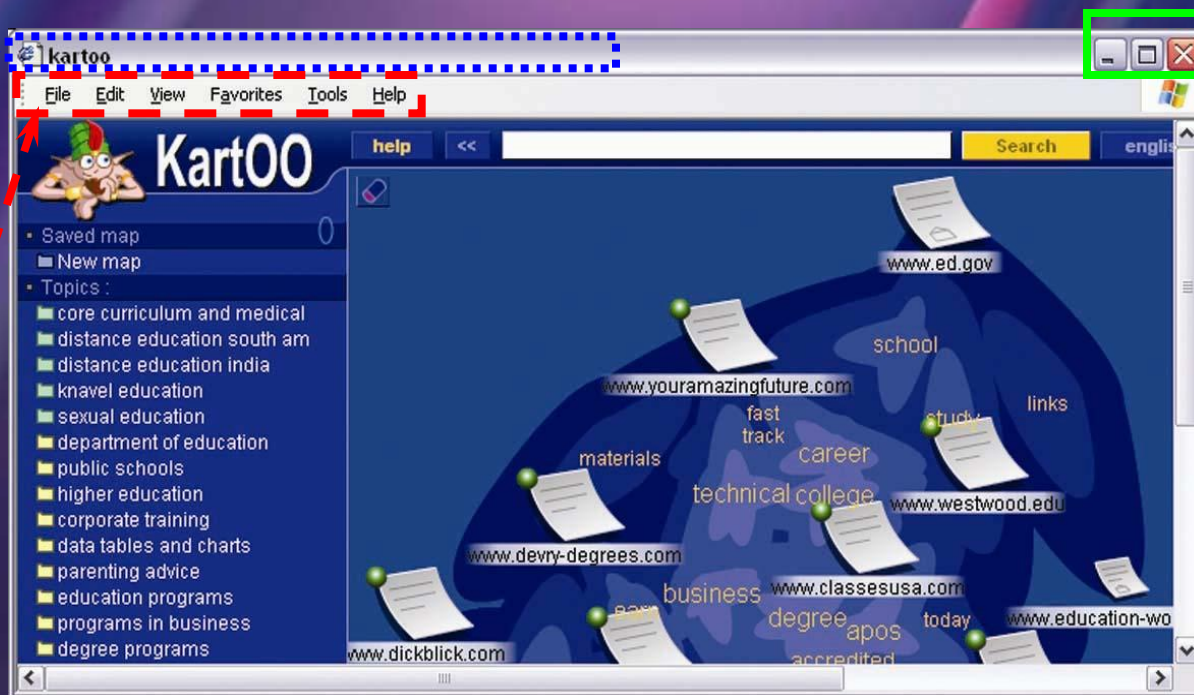 kartoo
File Edit View Favorites Tools Help
KartOO
help << Search
Saved map 0
New map
Topics :
core curriculum and medical
distance education south am
distance education india
knavel education
sexual education
department of education
public schools
higher education
corporate training
data tables and charts
parenting advice
education programs
programs in business
degree programs
www.ed.gov
school
www.youramazingfuture.com
links
fast
track
study
materials
career
technical college
www.westwood.edu
www.devry-degrees.com
business www.classesusa.com
earn
degree
apos
today
www.education-wo
www.dickblick.com
accredited